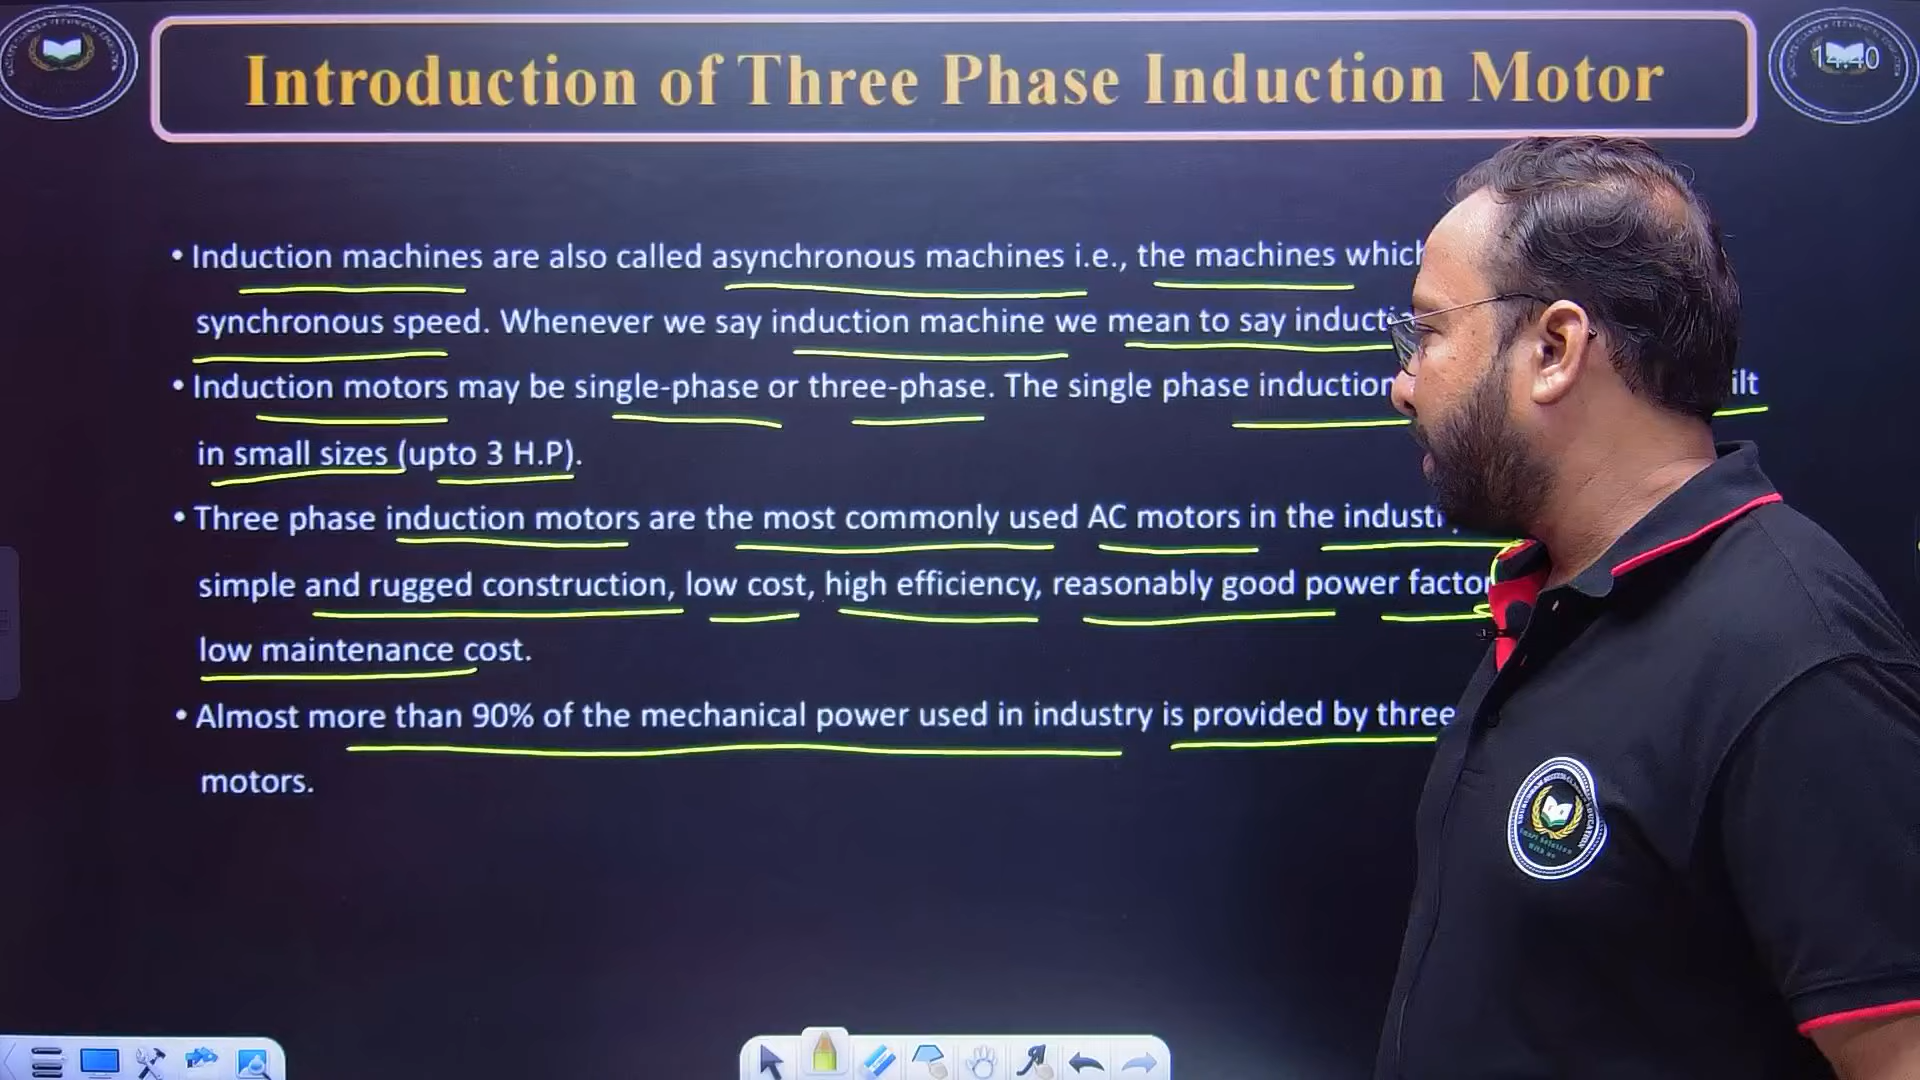 Introduction of Three Phase Induction Motor
14:40
• Induction machines are also called asynchronous machines i.e., the machines which
synchronous speed. Whenever we say induction machine we mean to say
• Induction motors may be single-phase or three-phase. The single phase induction
in small sizes (upto 3 H.P).
• Three phase induction motors are the most commonly used AC motors in the
simple and rugged construction, low cost, high efficiency, reasonably good power factor
low maintenance cost.
• Almost more than 90% of the mechanical power used in industry is provided by three
motors.